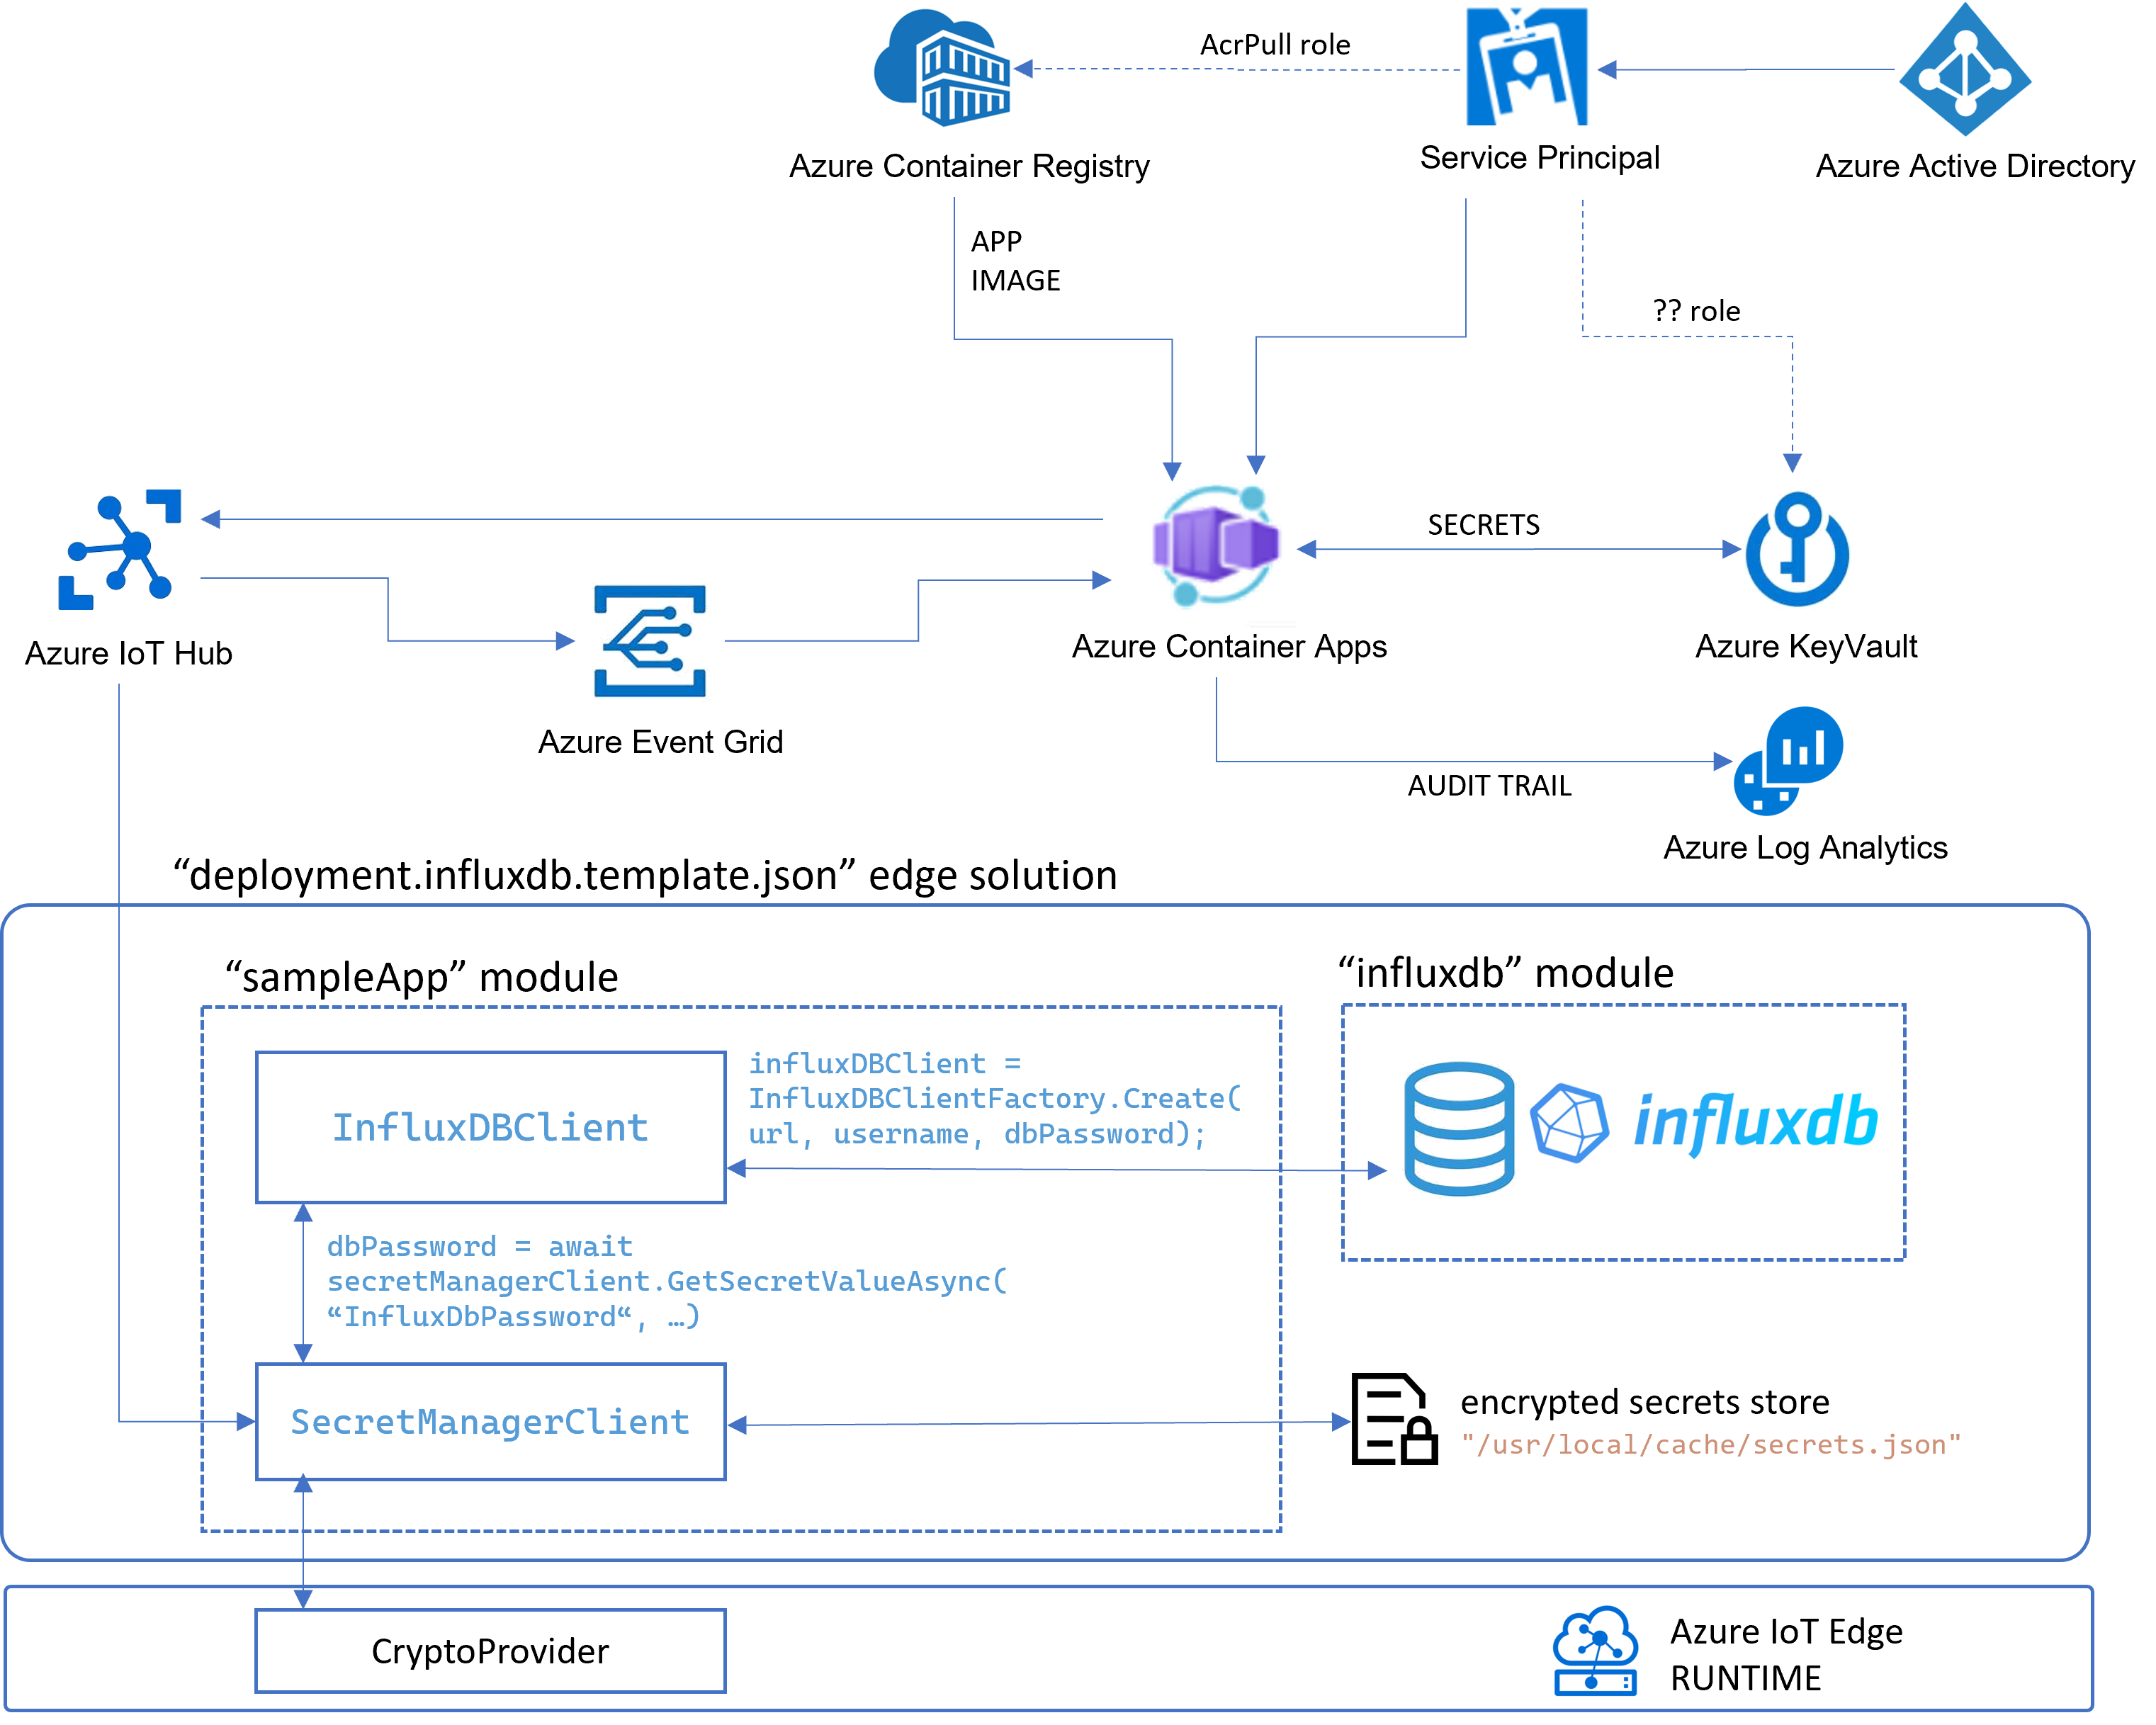 AcrPull role
Azure Container Registry
Service Principal
Azure Active Directory
APP
IMAGE
?? role
SECRETS
Azure IoT Hub
Azure Event Grid
Azure Container Apps
Azure KeyVault
AUDIT TRAIL
Azure Log Analytics
“deployment.influxdb.template.json” edge solution
“sampleApp” module
“influxdb” module
InfluxDBClient
influxDBClient =
InfluxDBClientFactory.Create(
url, username, dbPassword);
influxdb
dbPassword = await
secretManagerClient.GetSecretValueAsync(
“InfluxDbPassword“, …)
SecretManagerClient
encrypted secrets store
"/usr/local/cache/secrets.json"
CryptoProvider
Azure IoT Edge
RUNTIME